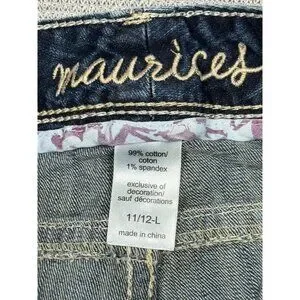 maurices
99% cotton/
coton
1% spandex
exclusive of
decoration/
sauf décorations
11/12-L
made in china